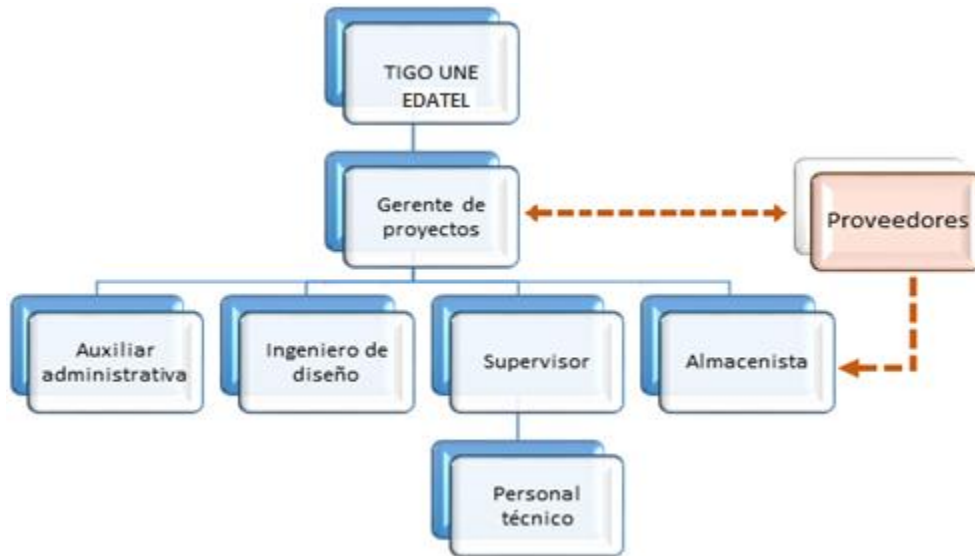 TIGO UNE
EDATEL
Gerente de
proyectos
Proveedores
Auxiliar
administrativa
Ingeniero de
diseño
Supervisor
Almacenista
Personal
técnico